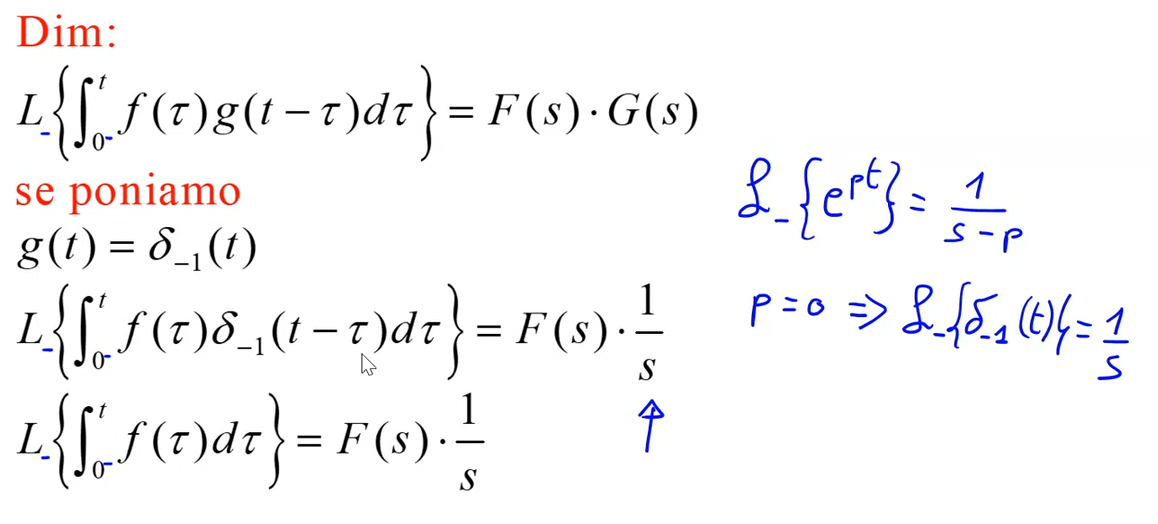 Dim:
L₋{∫₀₋ᵗ f(τ)g(t − τ)dτ} = F(s)·G(s)
se poniamo
g(t) = δ₋₁(t)
L₋{∫₀₋ᵗ f(τ)δ₋₁(t − τ)dτ} = F(s)·1/s
L₋{∫₀₋ᵗ f(τ)dτ} = F(s)·1/s
ℒ₋{e^{pt}} = 1/(s−p)
p=0 ⇒ ℒ₋{δ₋₁(t)} = 1/s